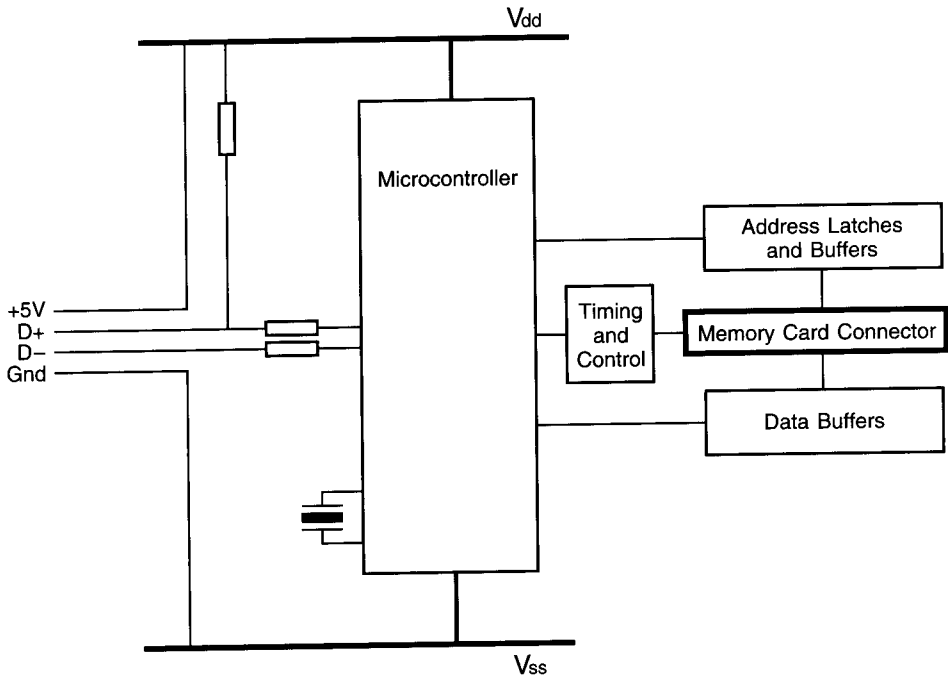 Vdd
Microcontroller
Address Latches
and Buffers
+5V
D+
D−
Gnd
Timing
and
Control
Memory Card Connector
Data Buffers
Vss